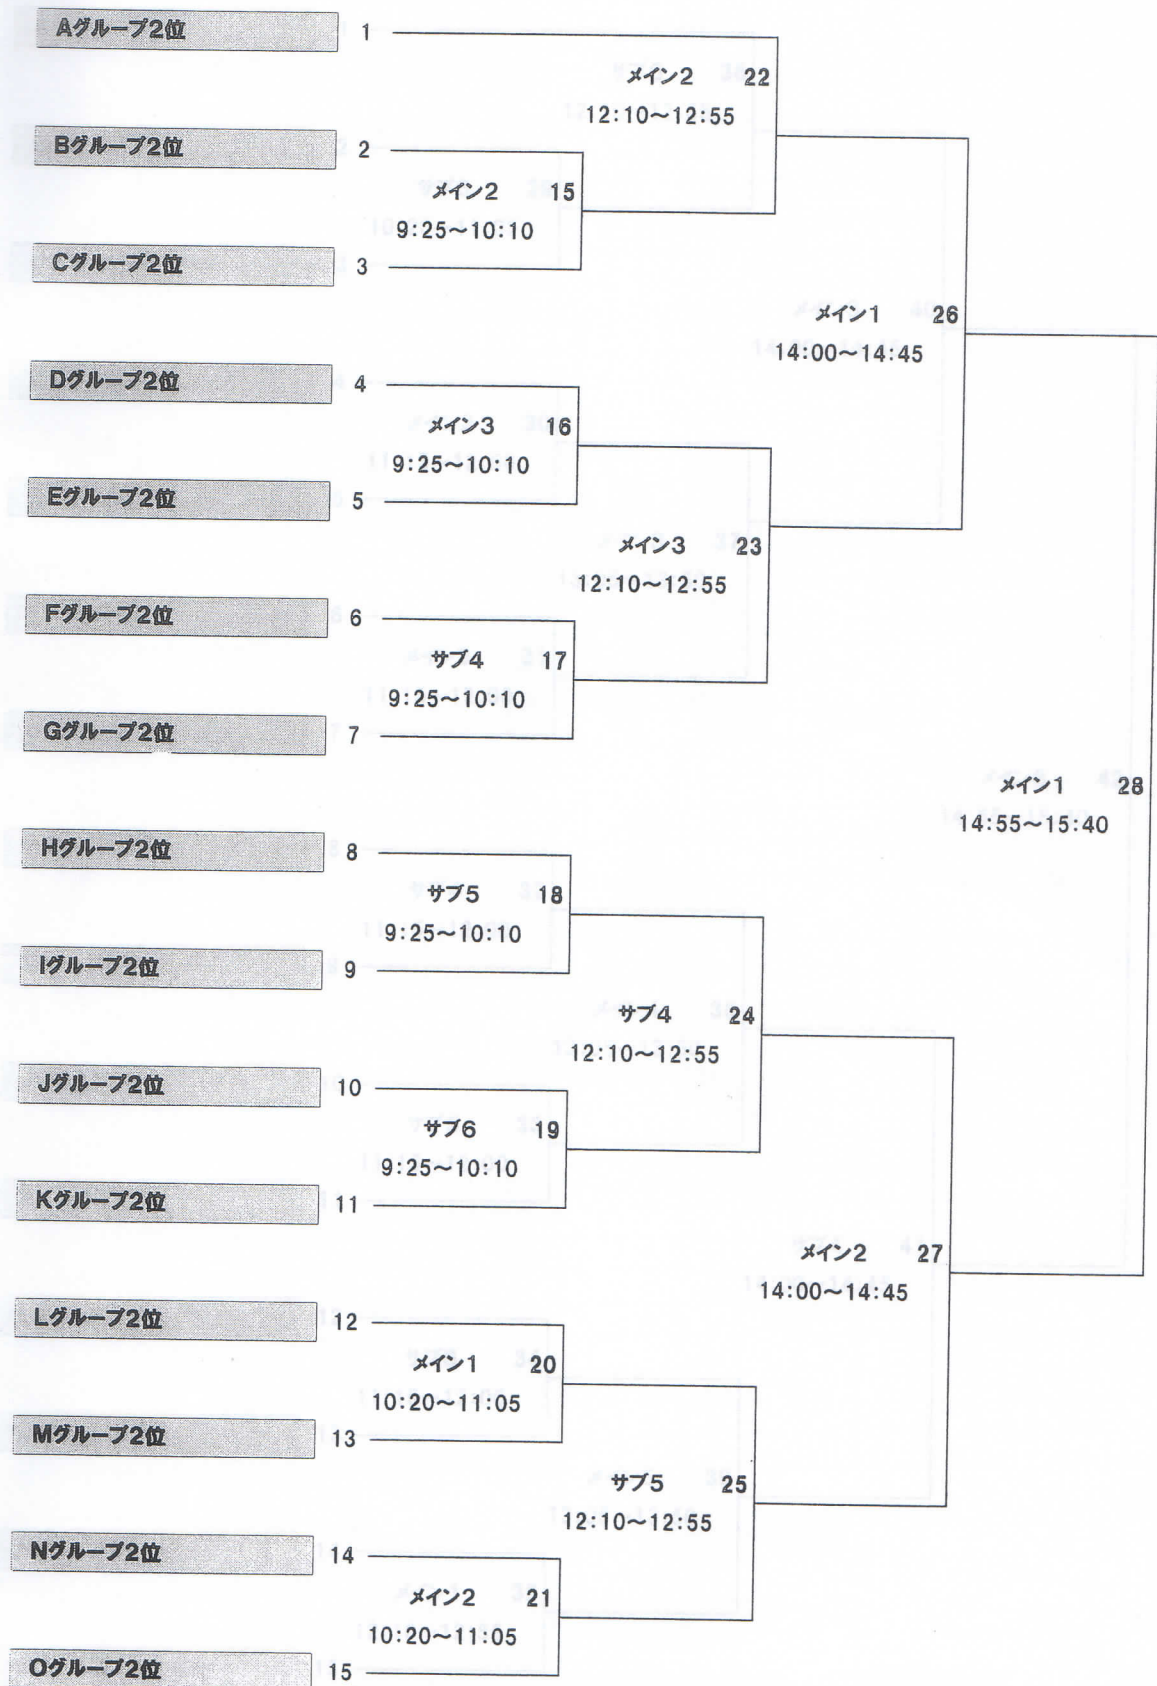 Aグループ2位 1
メイン2 22
12:10～12:55
Bグループ2位 2
メイン2 15
9:25～10:10
Cグループ2位 3
メイン1 26
14:00～14:45
Dグループ2位 4
メイン3 16
9:25～10:10
Eグループ2位 5
メイン3 23
12:10～12:55
Fグループ2位 6
サブ4 17
9:25～10:10
Gグループ2位 7
メイン1 28
14:55～15:40
Hグループ2位 8
サブ5 18
9:25～10:10
Iグループ2位 9
サブ4 24
12:10～12:55
Jグループ2位 10
サブ6 19
9:25～10:10
Kグループ2位 11
メイン2 27
14:00～14:45
Lグループ2位 12
メイン1 20
10:20～11:05
Mグループ2位 13
サブ5 25
12:10～12:55
Nグループ2位 14
メイン2 21
10:20～11:05
Oグループ2位 15